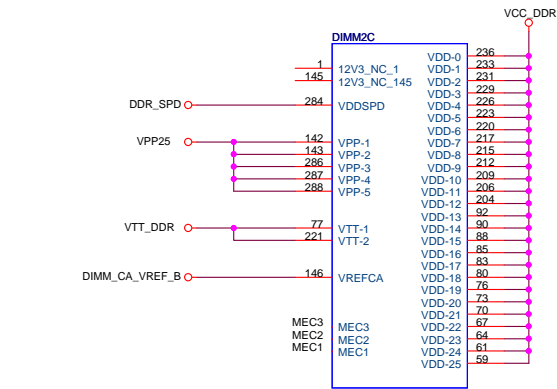 VCC_DDR
DIMM2C
1 12V3_NC_1
145 12V3_NC_145
DDR_SPD 284 VDDSPD
VPP25 142 VPP-1
143 VPP-2
286 VPP-3
287 VPP-4
288 VPP-5
VTT_DDR 77 VTT-1
221 VTT-2
DIMM_CA_VREF_B 146 VREFCA
MEC3 MEC3
MEC2 MEC2
MEC1 MEC1
VDD-0 236
VDD-1 233
VDD-2 231
VDD-3 229
VDD-4 226
VDD-5 223
VDD-6 220
VDD-7 217
VDD-8 215
VDD-9 212
VDD-10 209
VDD-11 206
VDD-12 204
VDD-13 92
VDD-14 90
VDD-15 88
VDD-16 85
VDD-17 83
VDD-18 80
VDD-19 76
VDD-20 73
VDD-21 70
VDD-22 67
VDD-23 64
VDD-24 61
VDD-25 59